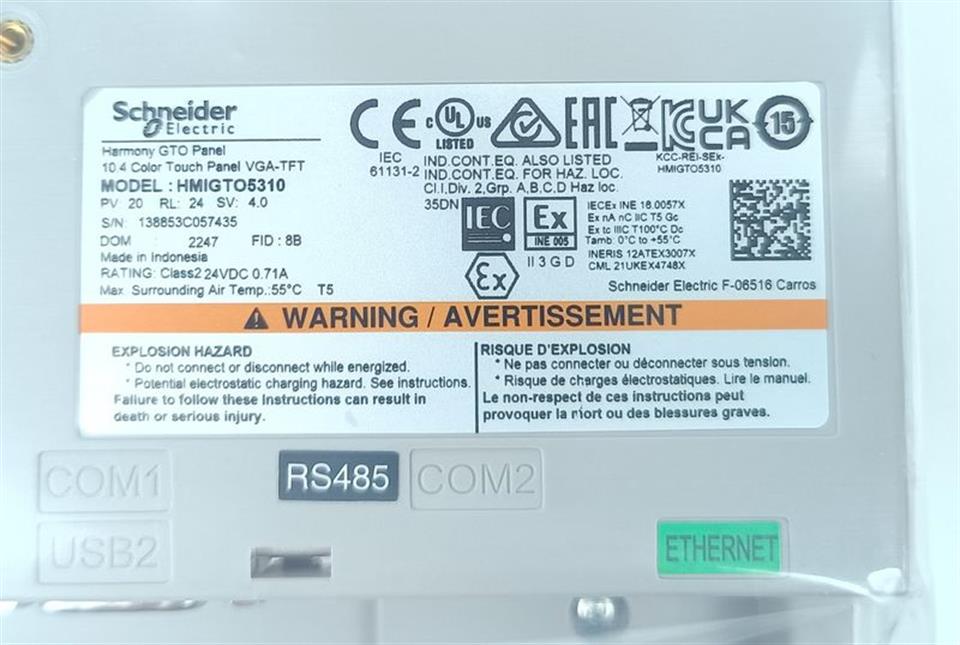 Schneider
Electric
Harmony GTO Panel
10.4 Color Touch Panel VGA-TFT
MODEL : HMIGTO5310
PV: 20 RL: 24 SV: 4.0
S/N: 138853C057435
DOM : 2247 FID : 8B
Made in Indonesia
RATING: Class2 24VDC 0.71A
Max. Surrounding Air Temp.:55°C T5
CE
IEC
61131-2
c UL us
LISTED
EAC
KC
UK
CA
15
IND.CONT.EQ. ALSO LISTED
IND.CONT.EQ. FOR HAZ. LOC.
Cl.I,Div. 2,Grp. A,B,C,D Haz loc.
35DN
KCC-REI-SEk-
HMIGTO5310
IEC
Ex
Ex
INE 005
II 3 G D
IECEx INE 16.0057X
Ex nA nC IIC T5 Gc
Ex tc IIIC T100°C Dc
Tamb: 0°C to +55°C
INERIS 12ATEX3007X
CML 21UKEX4748X
Schneider Electric F-06516 Carros
WARNING / AVERTISSEMENT
EXPLOSION HAZARD
* Do not connect or disconnect while energized.
* Potential electrostatic charging hazard. See instructions.
Failure to follow these instructions can result in
death or serious injury.
RISQUE D'EXPLOSION
* Ne pas connecter ou déconnecter sous tension.
* Risque de charges électrostatiques. Lire le manuel.
Le non-respect de ces instructions peut
provoquer la mort ou des blessures graves.
COM1
RS485
COM2
USB2
ETHERNET